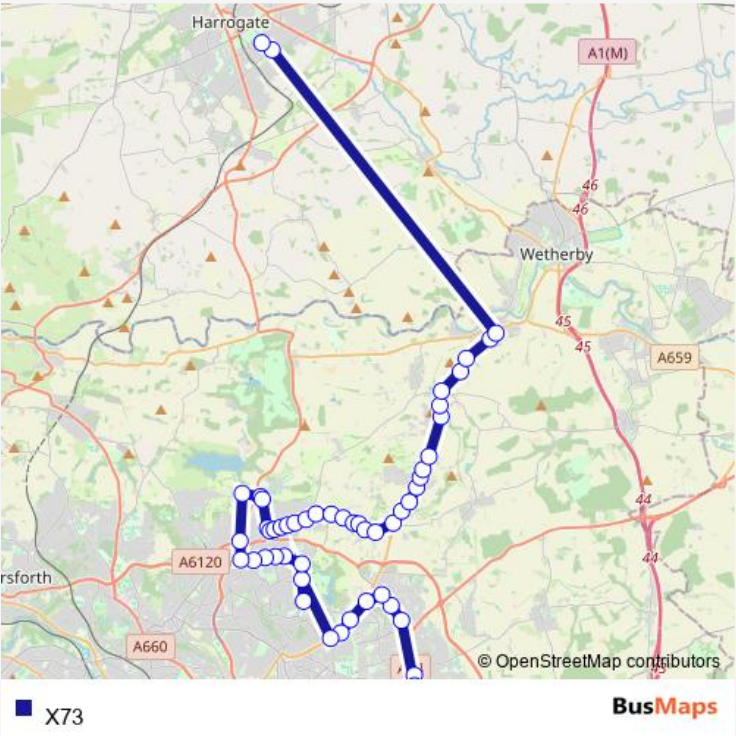 Harrogate
A1(M)
46
46
Wetherby
45
45
A659
44
A6120
44
rsforth
A660
© OpenStreetMap contributors
X73
BusMaps